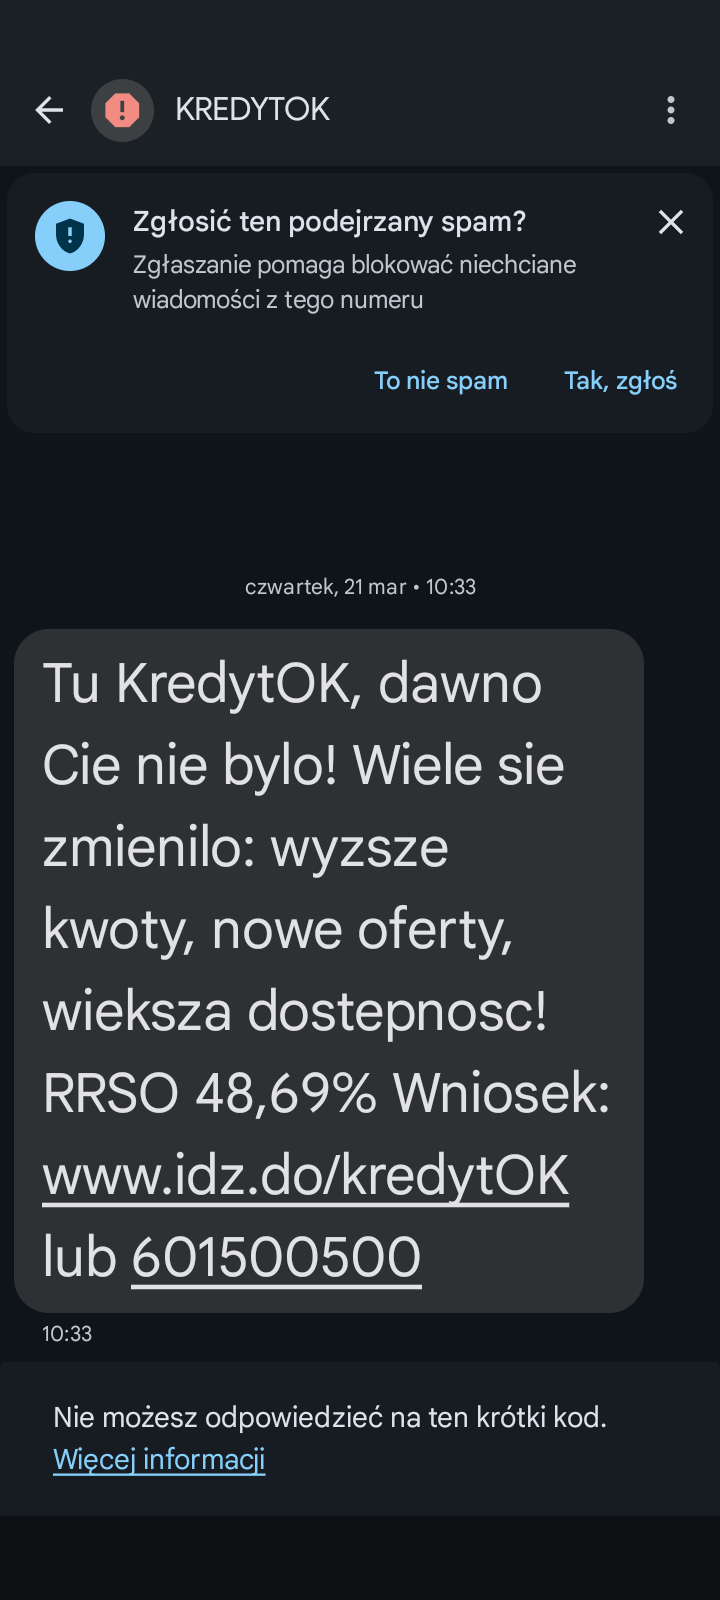 KREDYTOK
Zgłosić ten podejrzany spam?
Zgłaszanie pomaga blokować niechciane
wiadomości z tego numeru
To nie spam
Tak, zgłoś
czwartek, 21 mar • 10:33
Tu KredytOK, dawno
Cie nie bylo! Wiele sie
zmienilo: wyzsze
kwoty, nowe oferty,
wieksza dostepnosc!
RRSO 48,69% Wniosek:
www.idz.do/kredytOK
lub 601500500
10:33
Nie możesz odpowiedzieć na ten krótki kod.
Więcej informacji